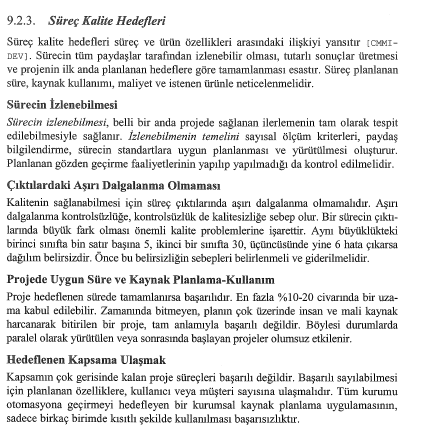 9.2.3. Süreç Kalite Hedefleri
Süreç kalite hedefleri süreç ve ürün özellikleri arasındaki ilişkiyi yansıtır [CMMI-
DEV]. Sürecin tüm paydaşlar tarafından izlenebilir olması, tutarlı sonuçlar üretmesi
ve projenin ilk anda planlanan hedeflere göre tamamlanması esastır. Süreç planlanan
süre, kaynak kullanımı, maliyet ve istenen ürünle neticelenmelidir.
Sürecin İzlenebilmesi
Sürecin izlenebilmesi, belli bir anda projede sağlanan ilerlemenin tam olarak tespit
edilebilmesiyle sağlanır. İzlenebilmenin temelini sayısal ölçüm kriterleri, paydaş
bilgilendirme, sürecin standartlara uygun planlanması ve yürütülmesi oluşturur.
Planlanan gözden geçirme faaliyetlerinin yapılıp yapılmadığı da kontrol edilmelidir.
Çıktılardaki Aşırı Dalgalanma Olmaması
Kalitenin sağlanabilmesi için süreç çıktılarında aşırı dalgalanma olmamalıdır. Aşırı
dalgalanma kontrolsüzlüğe, kontrolsüzlük de kalitesizliğe sebep olur. Bir sürecin çıktı-
larında büyük fark olması önemli kalite problemlerine işarettir. Aynı büyüklükteki
birinci sınıfta bin satır başına 5, ikinci bir sınıfta 30, üçüncüsünde yine 6 hata çıkarsa
dağılım belirsizdir. Önce bu belirsizliğin sebepleri belirlenmeli ve giderilmelidir.
Projede Uygun Süre ve Kaynak Planlama-Kullanım
Proje hedeflenen sürede tamamlanırsa başarılıdır. En fazla %10-20 civarında bir uza-
ma kabul edilebilir. Zamanında bitmeyen, planın çok üzerinde insan ve mali kaynak
harcanarak bitirilen bir proje, tam anlamıyla başarılı değildir. Böylesi durumlarda
paralel olarak yürütülen veya sonrasında başlayan projeler olumsuz etkilenir.
Hedeflenen Kapsama Ulaşmak
Kapsamın çok gerisinde kalan proje süreçleri başarılı değildir. Başarılı sayılabilmesi
için planlanan özelliklere, kullanıcı veya müşteri sayısına ulaşmalıdır. Tüm kurumu
otomasyona geçirmeyi hedefleyen bir kurumsal kaynak planlama uygulamasının,
sadece birkaç birimde kısıtlı şekilde kullanılması başarısızlıktır.